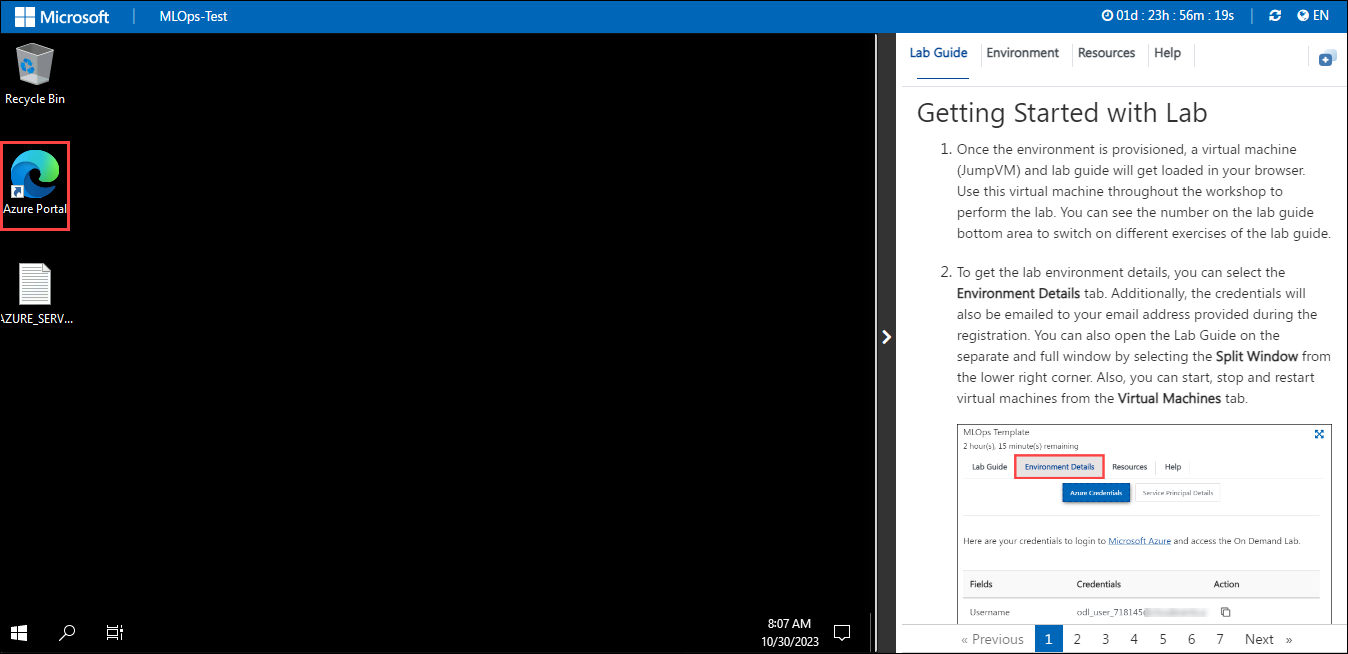 Microsoft
MLOps-Test
01d : 23h : 56m : 19s
EN
Recycle Bin
Azure Portal
AZURE_SERV...
8:07 AM
10/30/2023
Lab Guide
Environment
Resources
Help
Getting Started with Lab
1. Once the environment is provisioned, a virtual machine
(JumpVM) and lab guide will get loaded in your browser.
Use this virtual machine throughout the workshop to
perform the lab. You can see the number on the lab guide
bottom area to switch on different exercises of the lab guide.
2. To get the lab environment details, you can select the
Environment Details tab. Additionally, the credentials will
also be emailed to your email address provided during the
registration. You can also open the Lab Guide on the
separate and full window by selecting the Split Window from
the lower right corner. Also, you can start, stop and restart
virtual machines from the Virtual Machines tab.
MLOps Template
2 hour(s), 15 minute(s) remaining
Lab Guide
Environment Details
Resources
Help
Azure Credentials
Service Principal Details
Here are your credentials to login to Microsoft Azure and access the On Demand Lab.
Fields Credentials Action
Username odl_user_718145
« Previous 1 2 3 4 5 6 7 Next »